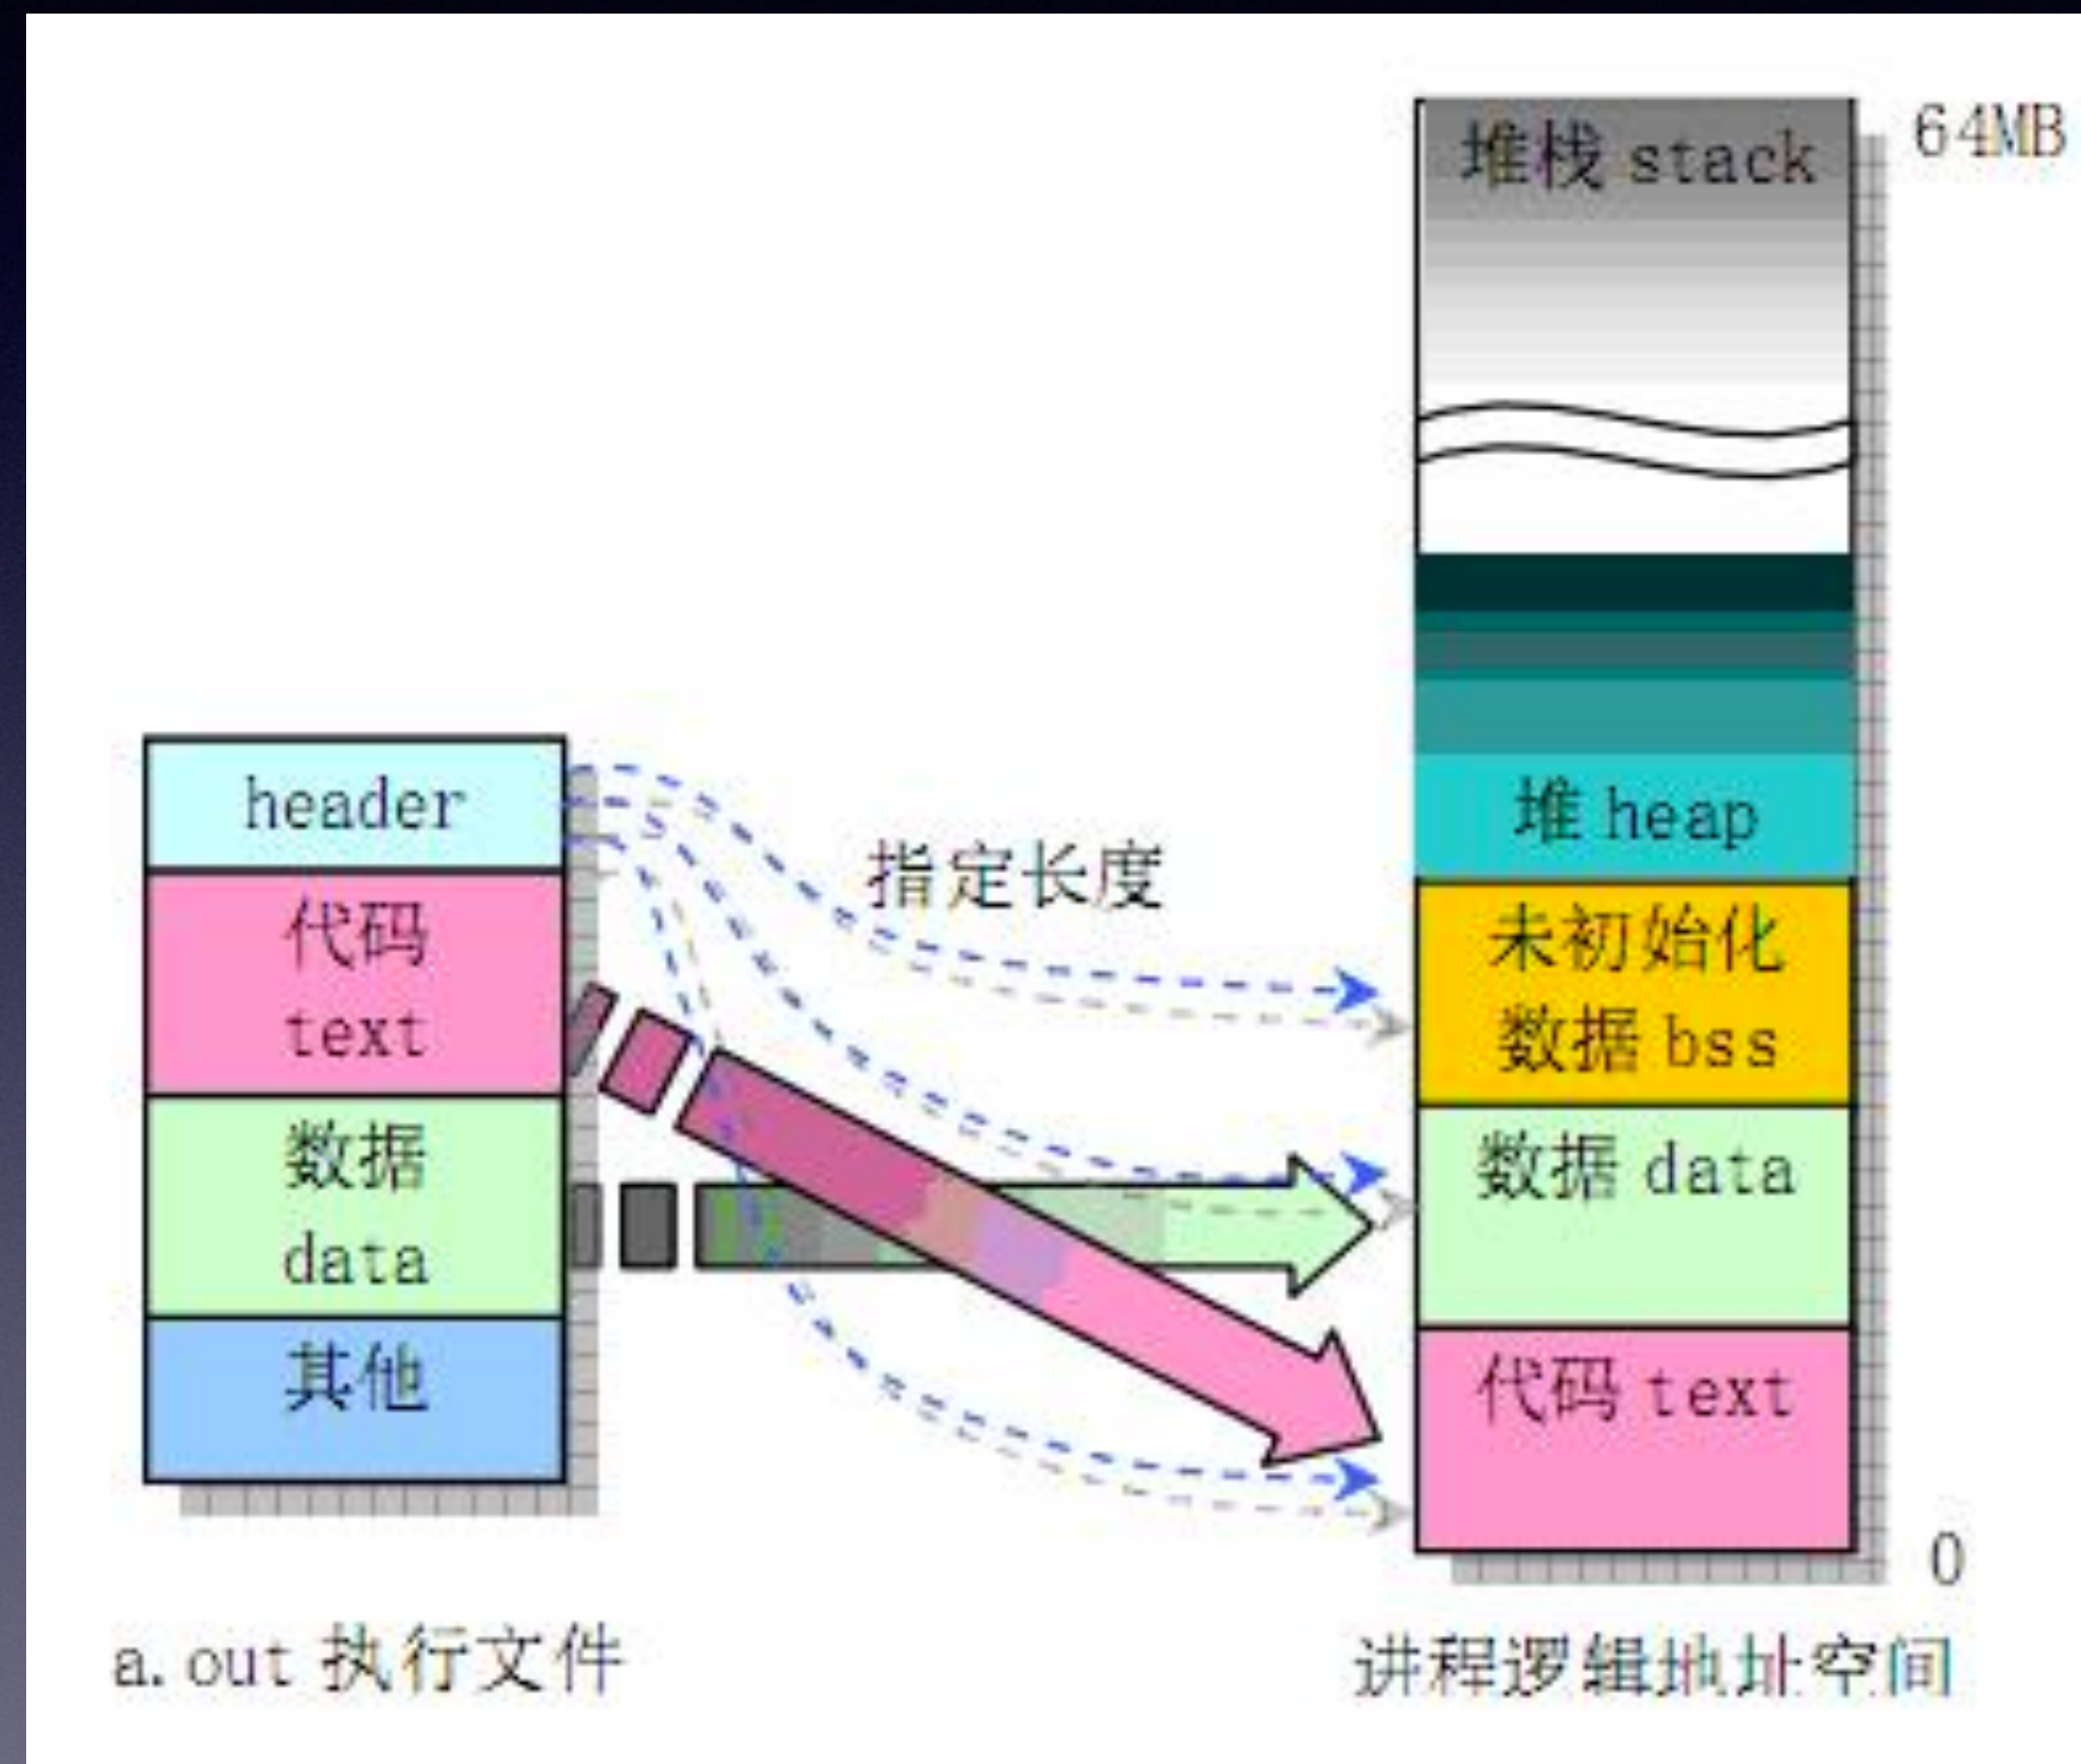 堆栈 stack
64MB
header
代码
text
数据
data
其他
指定长度
堆 heap
未初始化
数据 bss
数据 data
代码 text
0
a.out 执行文件
进程逻辑地址空间